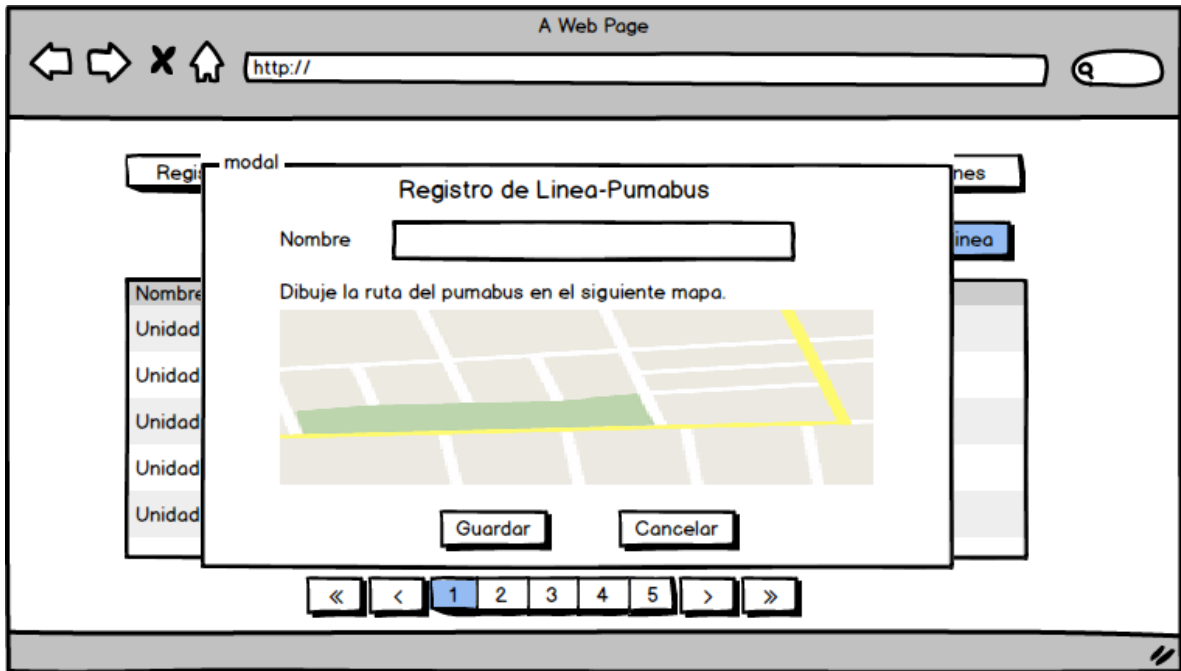 A Web Page
http://
modal
Registro de Linea-Pumabus
Nombre
Dibuje la ruta del pumabus en el siguiente mapa.
Guardar
Cancelar
Nombre
Unidad
Unidad
Unidad
Unidad
Unidad
« < 1 2 3 4 5 > »